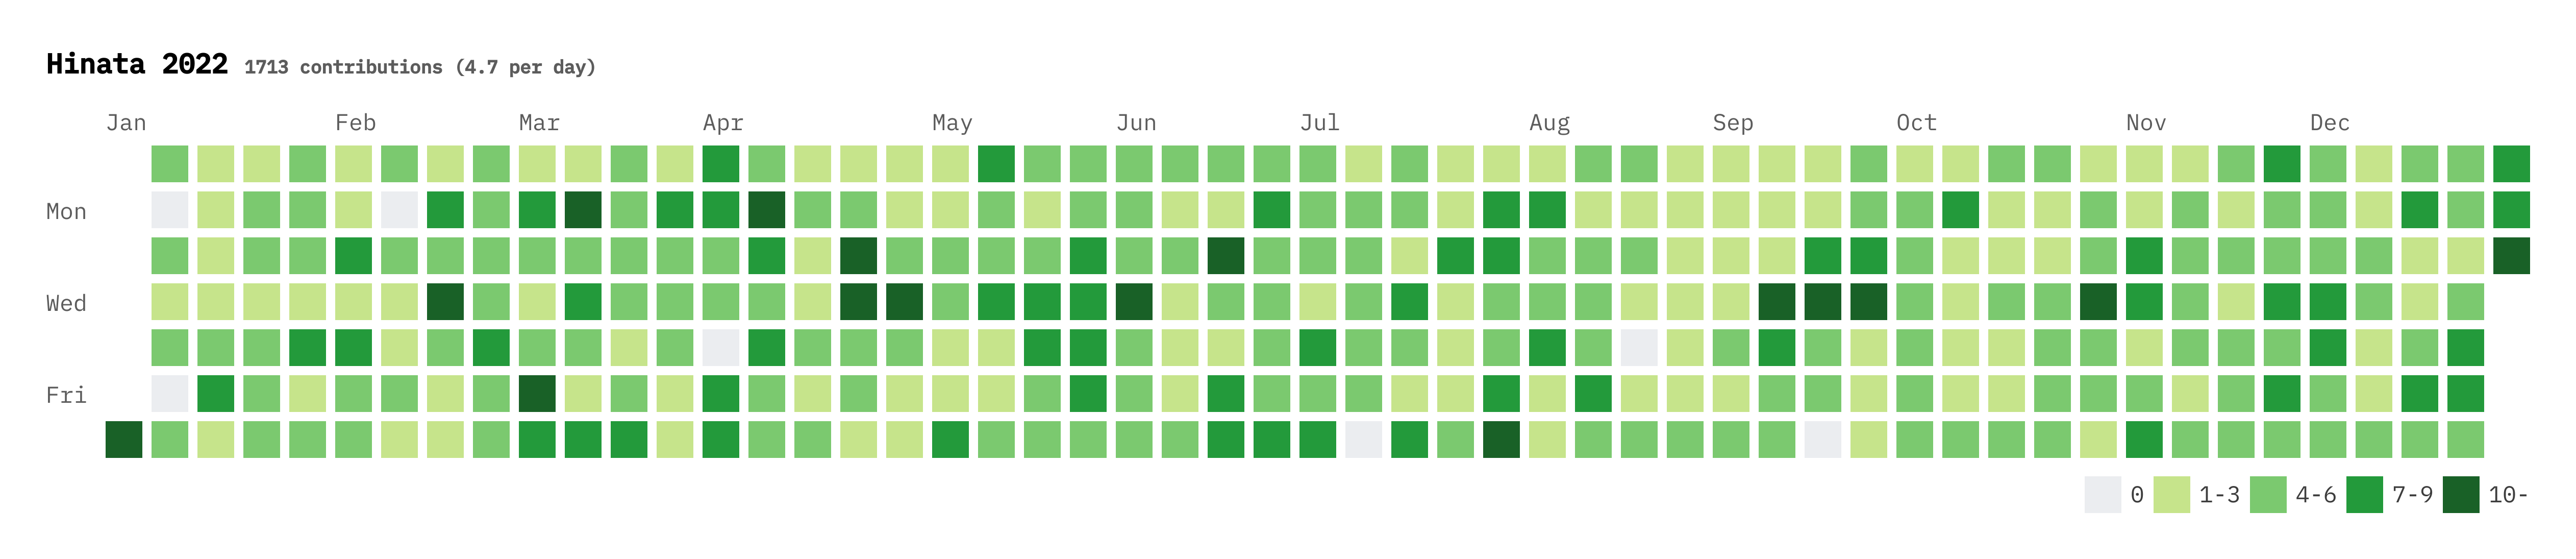 Hinata 2022 1713 contributions (4.7 per day)
Jan Feb Mar Apr May Jun Jul Aug Sep Oct Nov Dec
Mon
Wed
Fri
0 1-3 4-6 7-9 10-